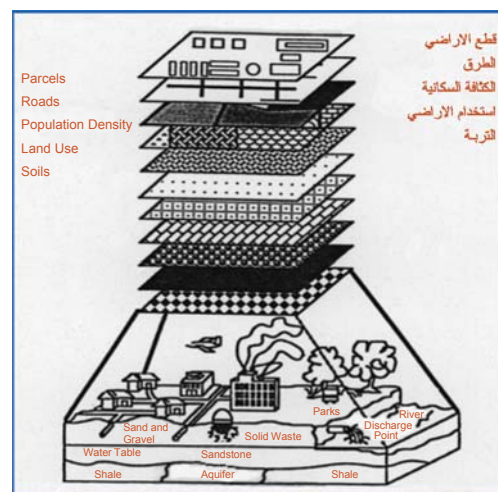 Parcels
Roads
Population Density
Land Use
Soils
قطع الاراضي
الطرق
الكثافة السكانية
استخدام الاراضي
التربة
Parks
River
Sand and
Gravel
Solid Waste
Discharge
Point
Water Table
Sandstone
Shale
Aquifer
Shale